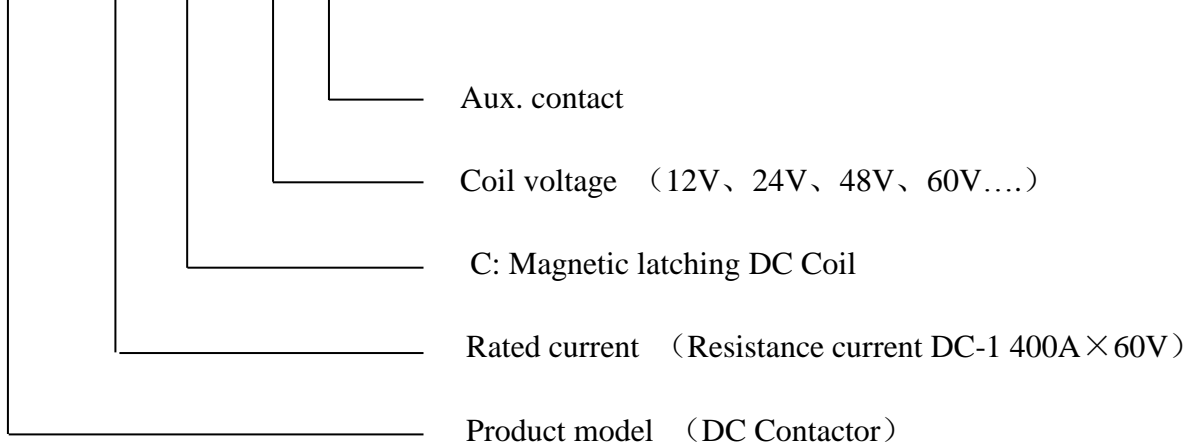 Aux. contact
Coil voltage （12V、24V、48V、60V….）
C: Magnetic latching DC Coil
Rated current （Resistance current DC-1 400A×60V）
Product model （DC Contactor）